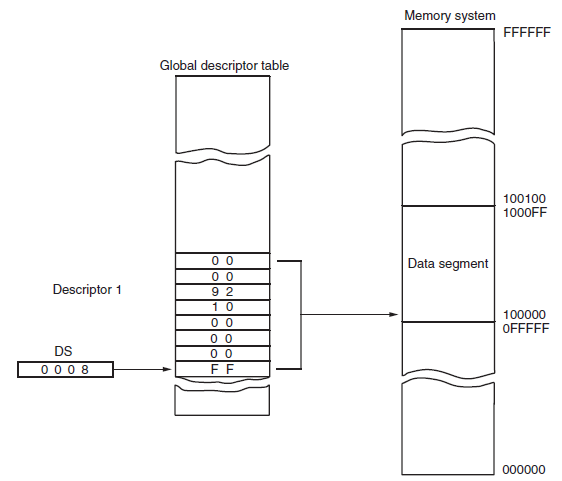 Memory system
FFFFFF
Global descriptor table
100100
1000FF
0 0
0 0
Data segment
Descriptor 1
9 2
1 0
100000
0 0
0FFFFF
0 0
DS
0 0
0 0 0 8
F F
000000